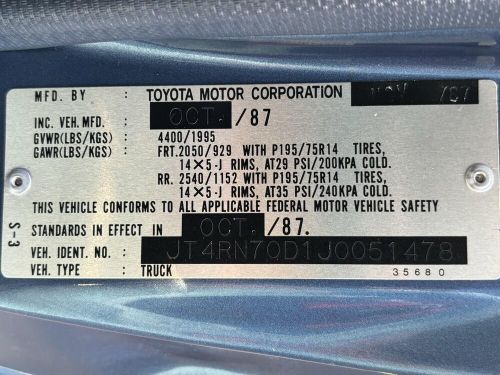 MFD. BY : TOYOTA MOTOR CORPORATION NOV /87
INC. VEH.MFD. : OCT. /87
GVWR(LBS/KGS) : 4400/1995
GAWR(LBS/KGS) : FRT.2050/929 WITH P195/75R14 TIRES,
14×5-J RIMS, AT29 PSI/200KPA COLD.
RR. 2540/1152 WITH P195/75R14 TIRES,
14×5-J RIMS, AT35 PSI/240KPA COLD.
THIS VEHICLE CONFORMS TO ALL APPLICABLE FEDERAL MOTOR VEHICLE SAFETY
STANDARDS IN EFFECT IN OCT. /87.
VEH. IDENT. NO. : JT4RN70D1J0051478
VEH. TYPE : TRUCK 35680
S-3